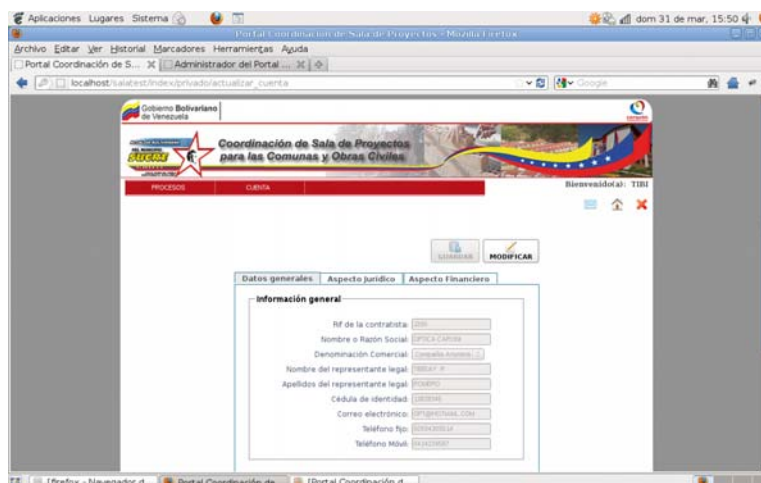 Aplicaciones Lugares Sistema dom 31 de mar, 15:50
Portal Coordinación de Sala de Proyectos - Mozilla Firefox
Archivo Editar Ver Historial Marcadores Herramientas Ayuda
Portal Coordinación de S... Administrador del Portal ...
localhost/salatest/index/privado/actualizar_cuenta Google
Gobierno Bolivariano
de Venezuela
SUCRE
Coordinación de Sala de Proyectos
para las Comunas y Obras Civiles
PROCESOS CUENTA Bienvenido(a): TIBI
GUARDAR MODIFICAR
Datos generales Aspecto Jurídico Aspecto Financiero
Información general
Rif de la contratista:
Nombre o Razón Social:
Denominación Comercial:
Nombre del representante legal:
Apellidos del representante legal:
Cédula de identidad:
Correo electrónico:
Teléfono fijo:
Teléfono Móvil:
[firefox - Navegador d... Portal Coordinación de ... [Portal Coordinación d...